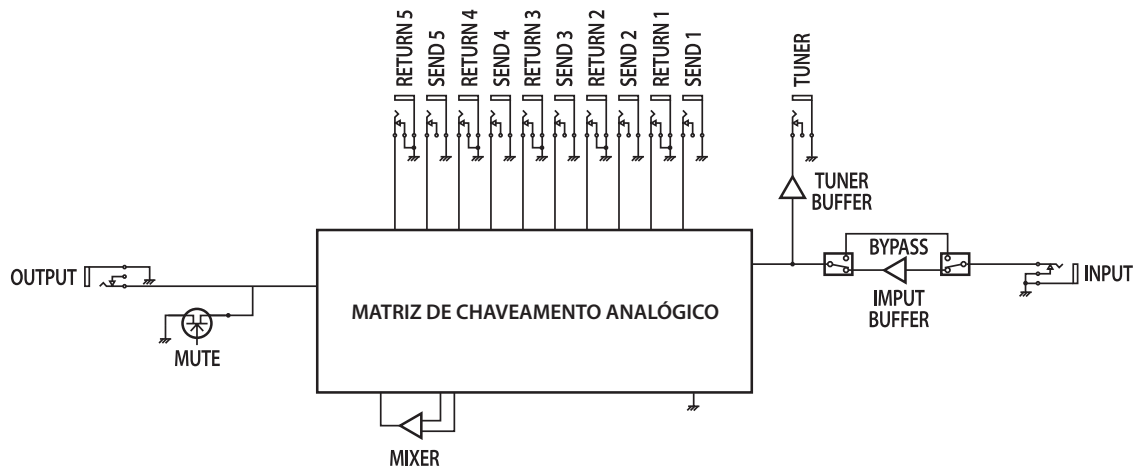 RETURN 5
SEND 5
RETURN 4
SEND 4
RETURN 3
SEND 3
RETURN 2
SEND 2
RETURN 1
SEND 1
TUNER
TUNER
BUFFER
BYPASS
IMPUT
BUFFER
INPUT
OUTPUT
MUTE
MATRIZ DE CHAVEAMENTO ANALÓGICO
MIXER